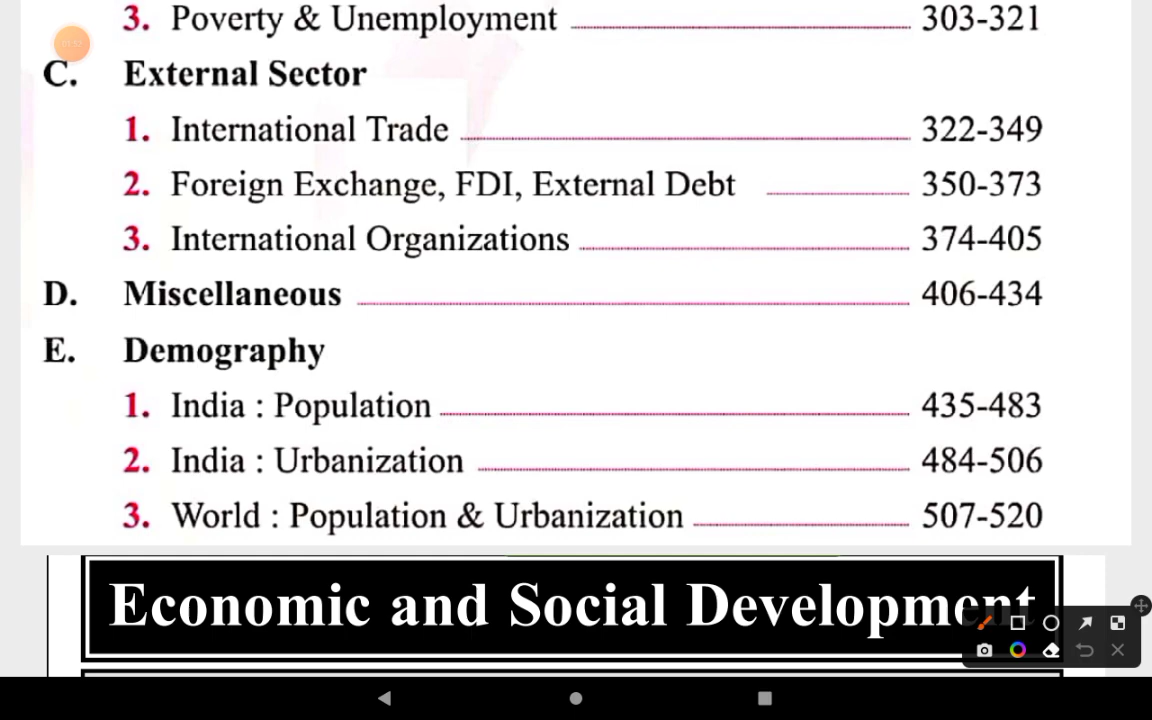 3. Poverty & Unemployment 303-321
C. External Sector
1. International Trade 322-349
2. Foreign Exchange, FDI, External Debt 350-373
3. International Organizations 374-405
D. Miscellaneous 406-434
E. Demography
1. India : Population 435-483
2. India : Urbanization 484-506
3. World : Population & Urbanization 507-520
Economic and Social Development